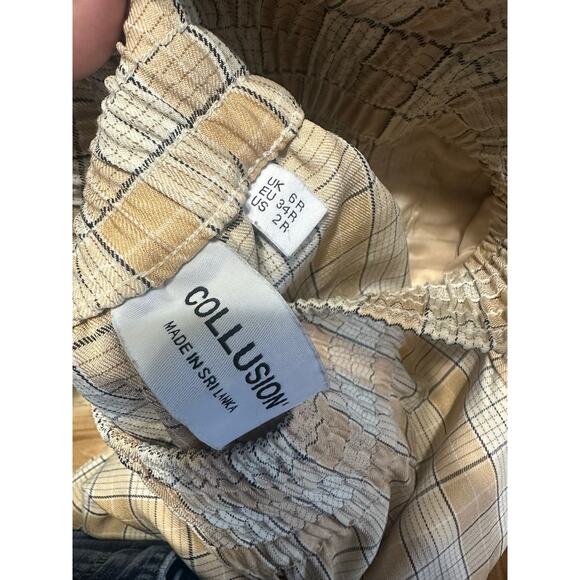 UK 6R
EU 34R
US 2R
COLLUSION
MADE IN SRI LANKA